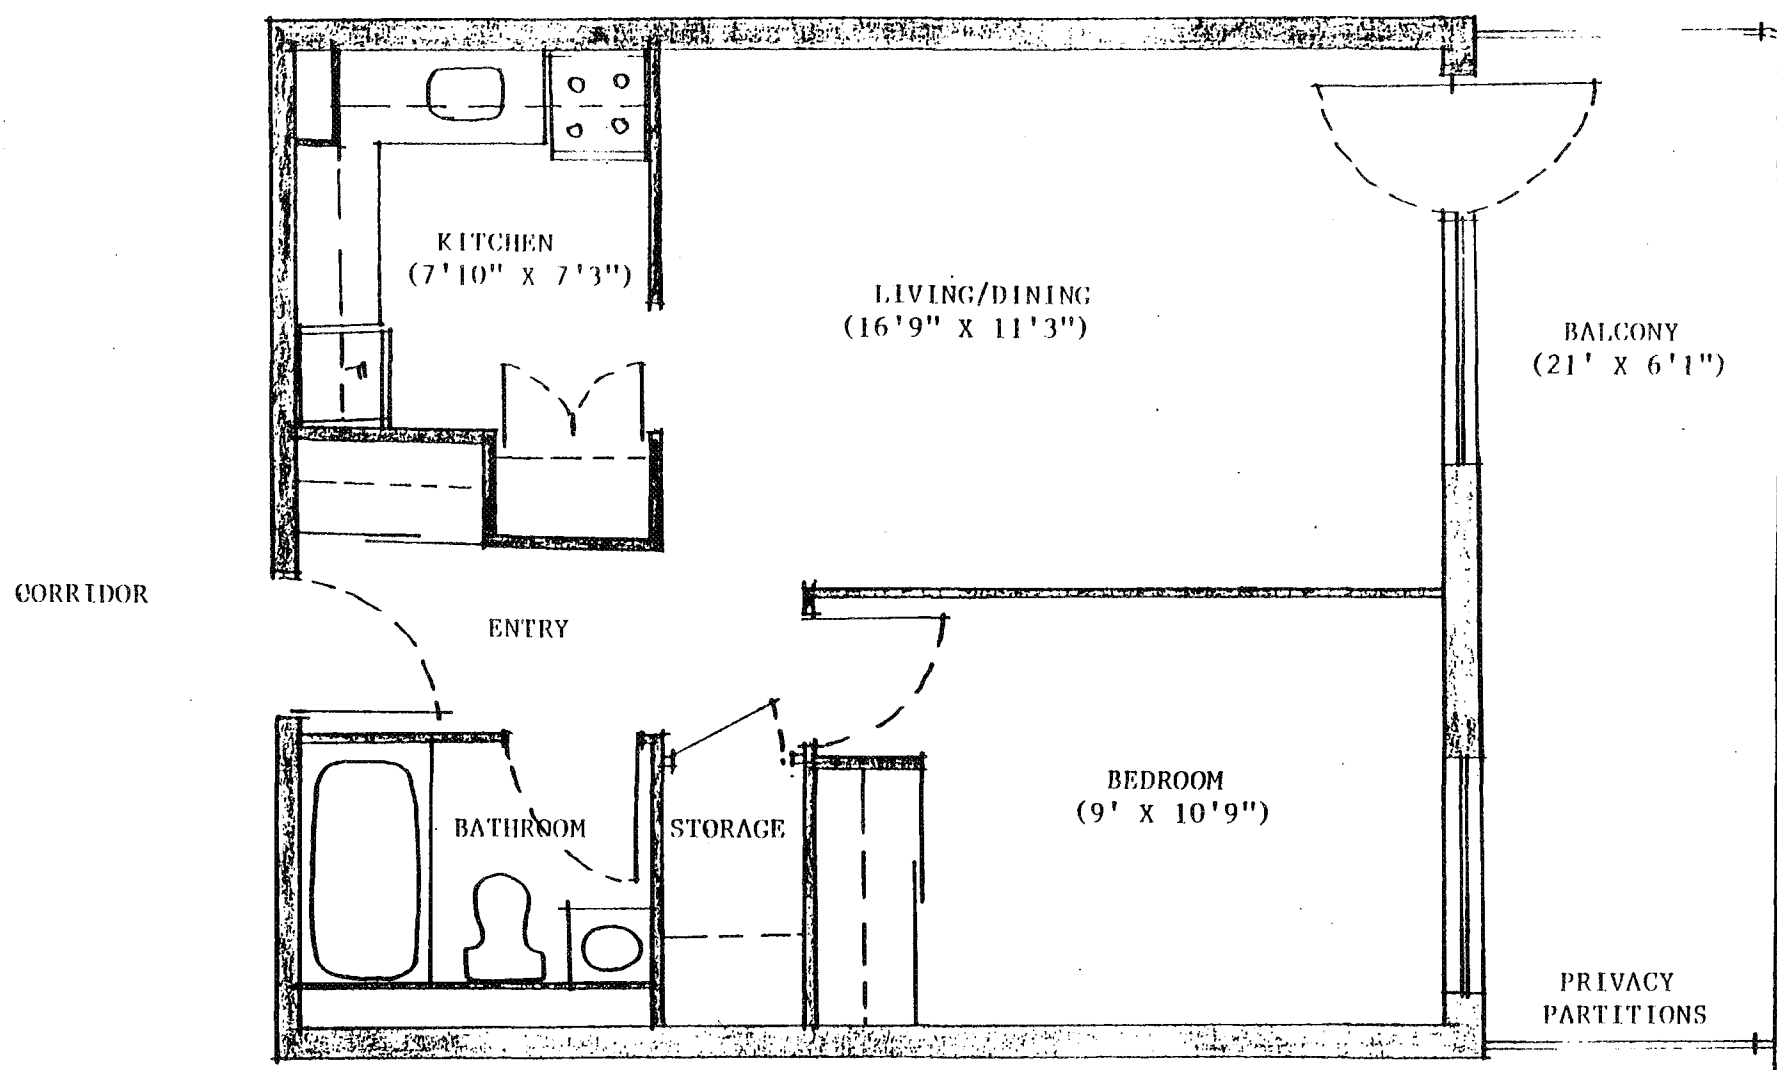 KITCHEN
(7'10" X 7'3")
LIVING/DINING
(16'9" X 11'3")
BALCONY
(21' X 6'1")
CORRIDOR
ENTRY
BATHROOM
STORAGE
BEDROOM
(9' X 10'9")
PRIVACY
PARTITIONS
F